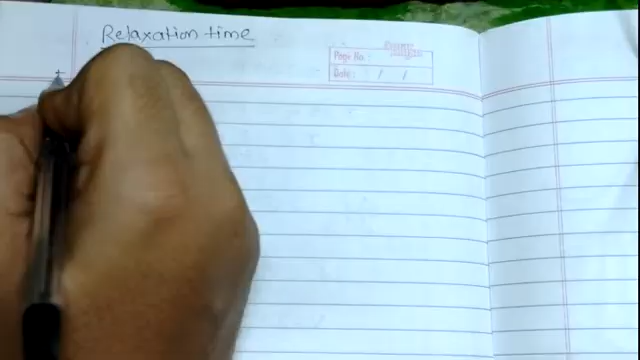 Relaxation time
Page No.:
Date: / /